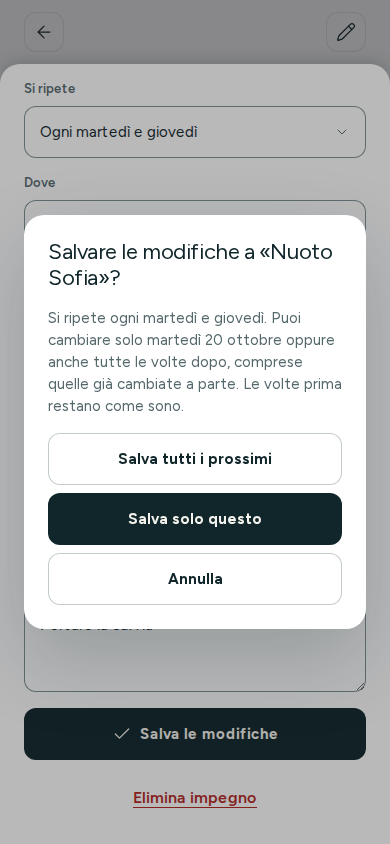 Si ripete
Ogni martedì e giovedì
Dove
Salvare le modifiche a «Nuoto
Sofia»?
Si ripete ogni martedì e giovedì. Puoi
cambiare solo martedì 20 ottobre oppure
anche tutte le volte dopo, comprese
quelle già cambiate a parte. Le volte prima
restano come sono.
Salva tutti i prossimi
Salva solo questo
Annulla
Salva le modifiche
Elimina impegno